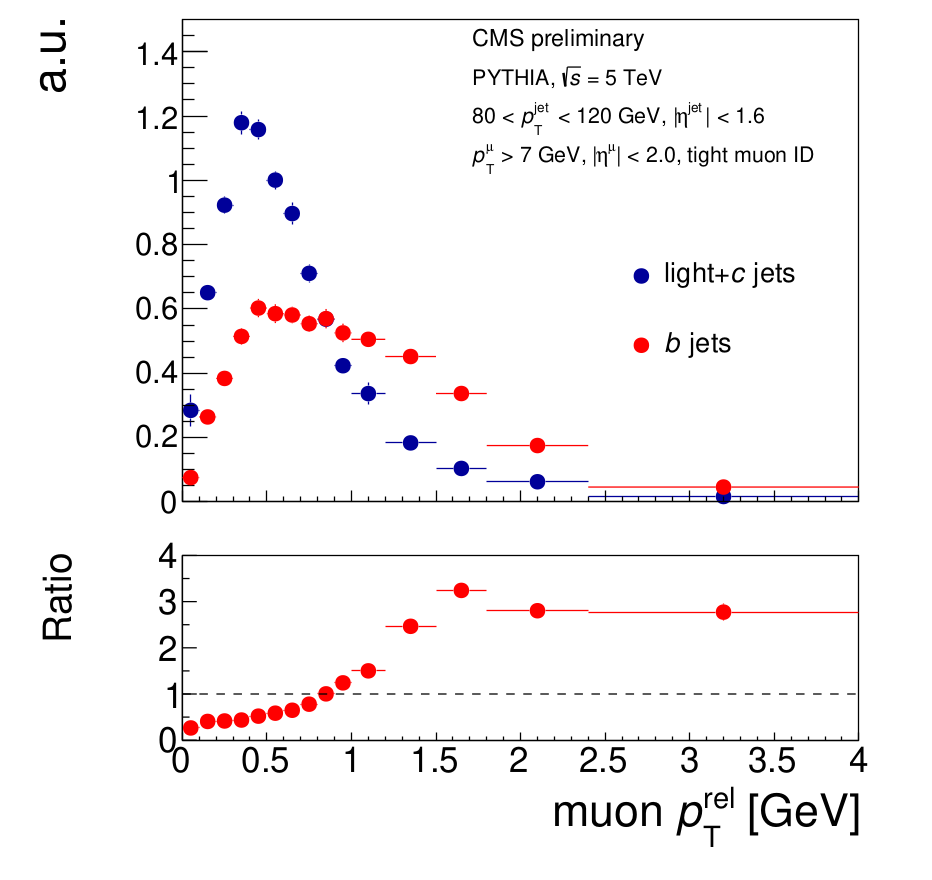 a.u.
CMS preliminary
PYTHIA, √s = 5 TeV
80 < p_T^jet < 120 GeV, |η^jet| < 1.6
p_T^μ > 7 GeV, |η^μ| < 2.0, tight muon ID
light+c jets
b jets
1.4
1.2
1
0.8
0.6
0.4
0.2
0
Ratio
4
3
2
1
0
0 0.5 1 1.5 2 2.5 3 3.5 4
muon p_T^rel [GeV]